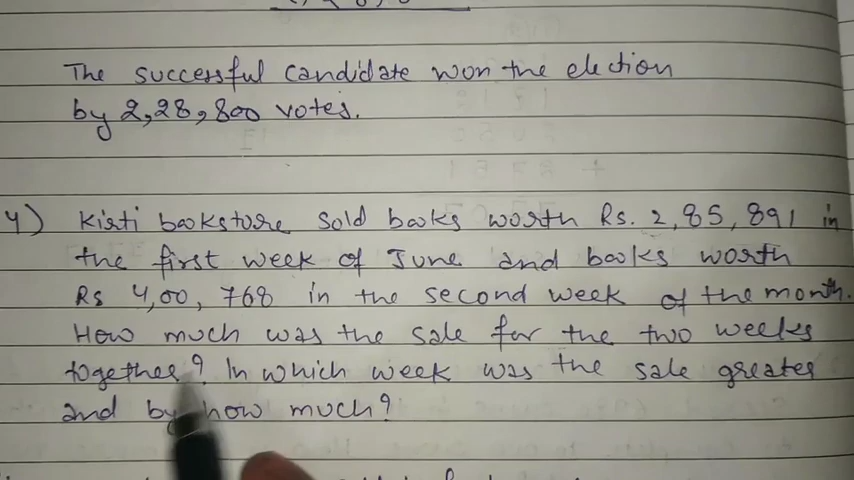 The successful candidate won the election
by 2,28,800 votes.
4) Kirti bookstore sold books worth Rs. 2,85,891 in
the first week of June and books worth
Rs 4,00,768 in the second week of the month.
How much was the sale for the two weeks
together? In which week was the sale greater
and by how much?